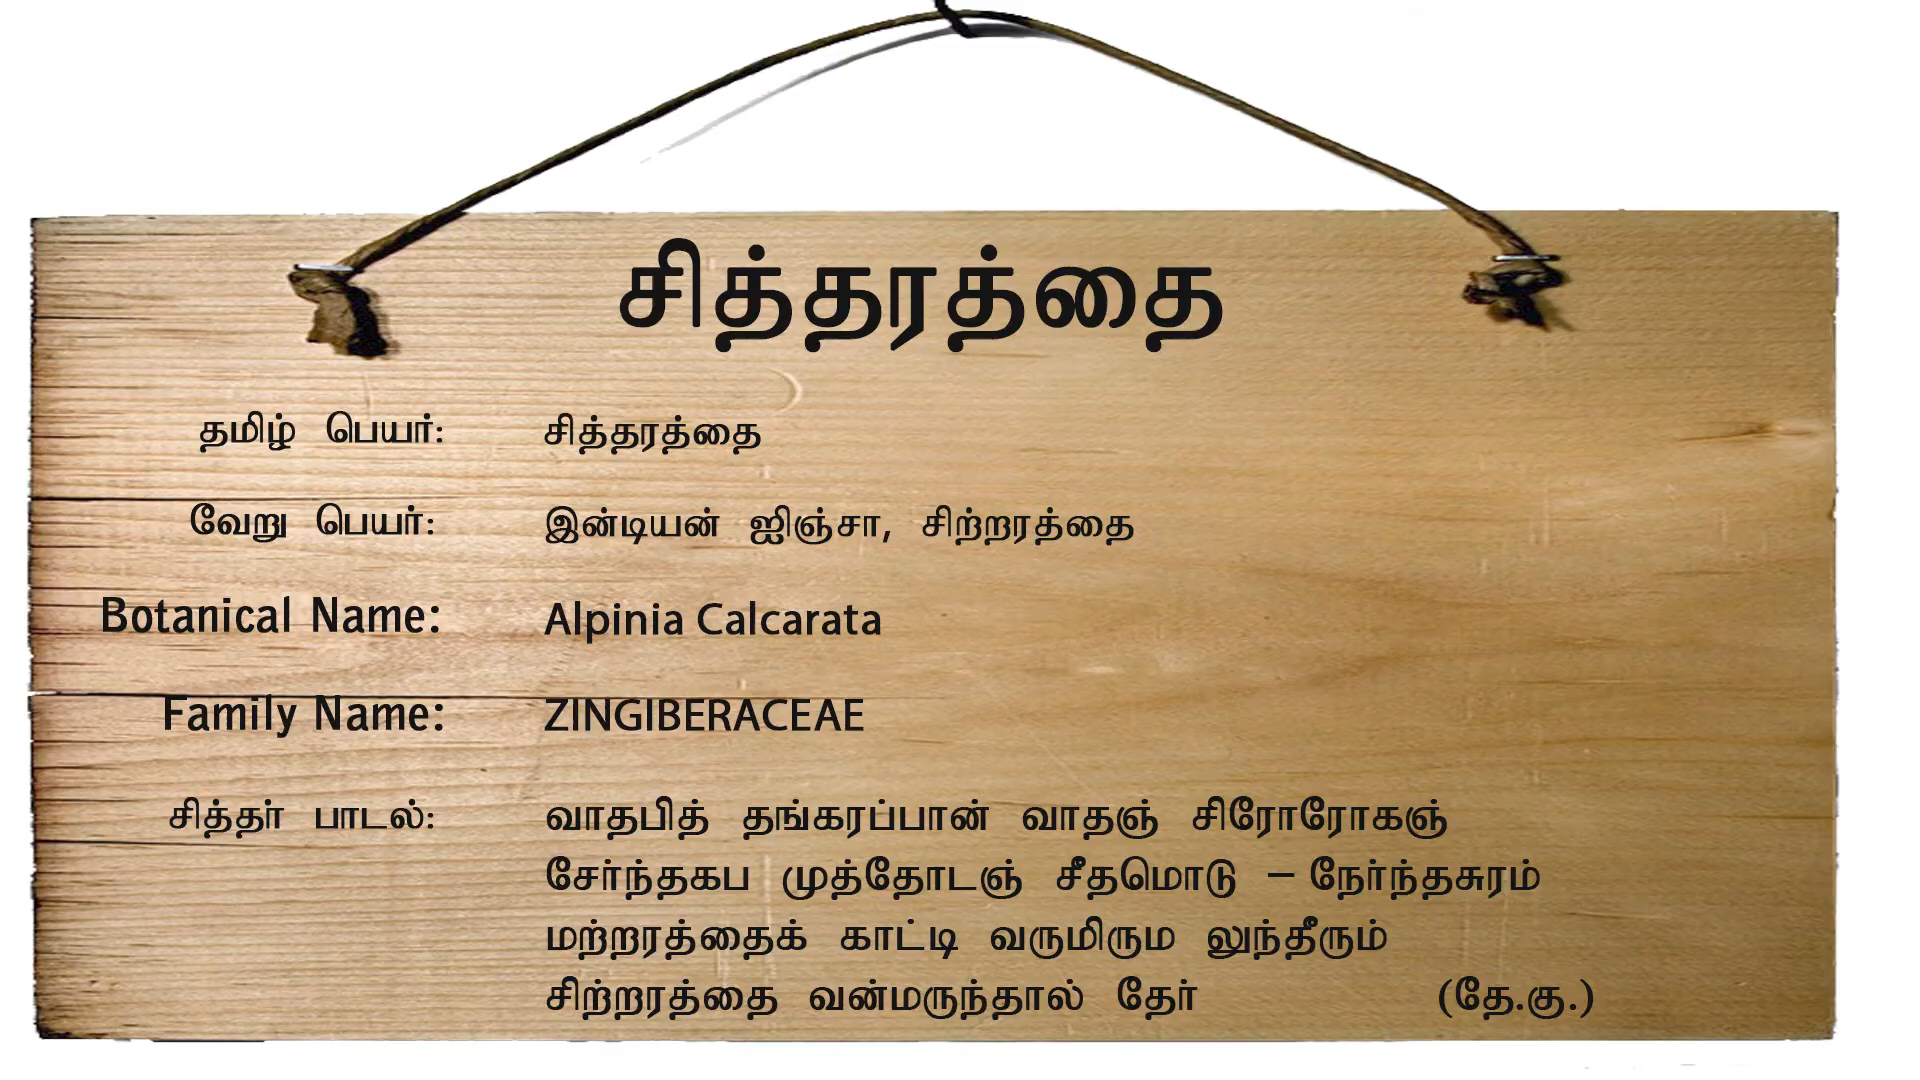 சித்தரத்தை
தமிழ் பெயர்: சித்தரத்தை
வேறு பெயர்: இன்டியன் ஐிஞ்சா, சிற்றரத்தை
Botanical Name: Alpinia Calcarata
Family Name: ZINGIBERACEAE
சித்தர் பாடல்: வாதபித் தங்கரப்பான் வாதஞ் சிரோரோகஞ்
சேர்ந்தகப முத்தோடஞ் சீதமொடு – நேர்ந்தசுரம்
மற்றரத்தைக் காட்டி வருமிரும லுந்தீரும்
சிற்றரத்தை வன்மருந்தால் தேர் (தே.கு.)